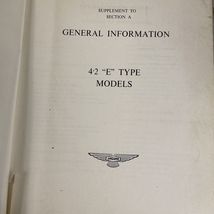 SUPPLEMENT TO
SECTION A
GENERAL INFORMATION
4·2 "E" TYPE
MODELS